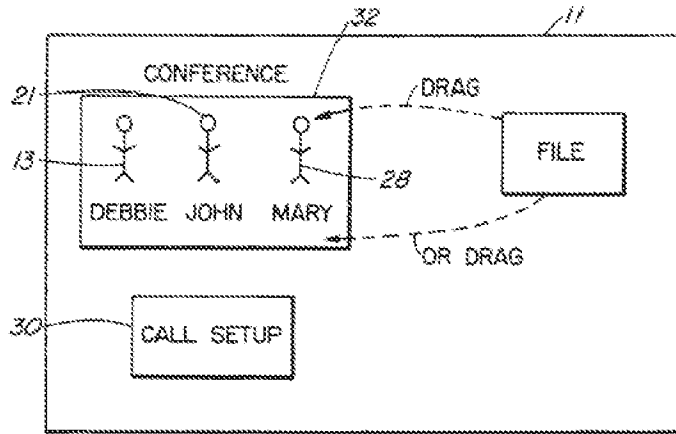 11
32
CONFERENCE
21
DRAG
FILE
13
28
DEBBIE JOHN MARY
OR DRAG
30
CALL SETUP